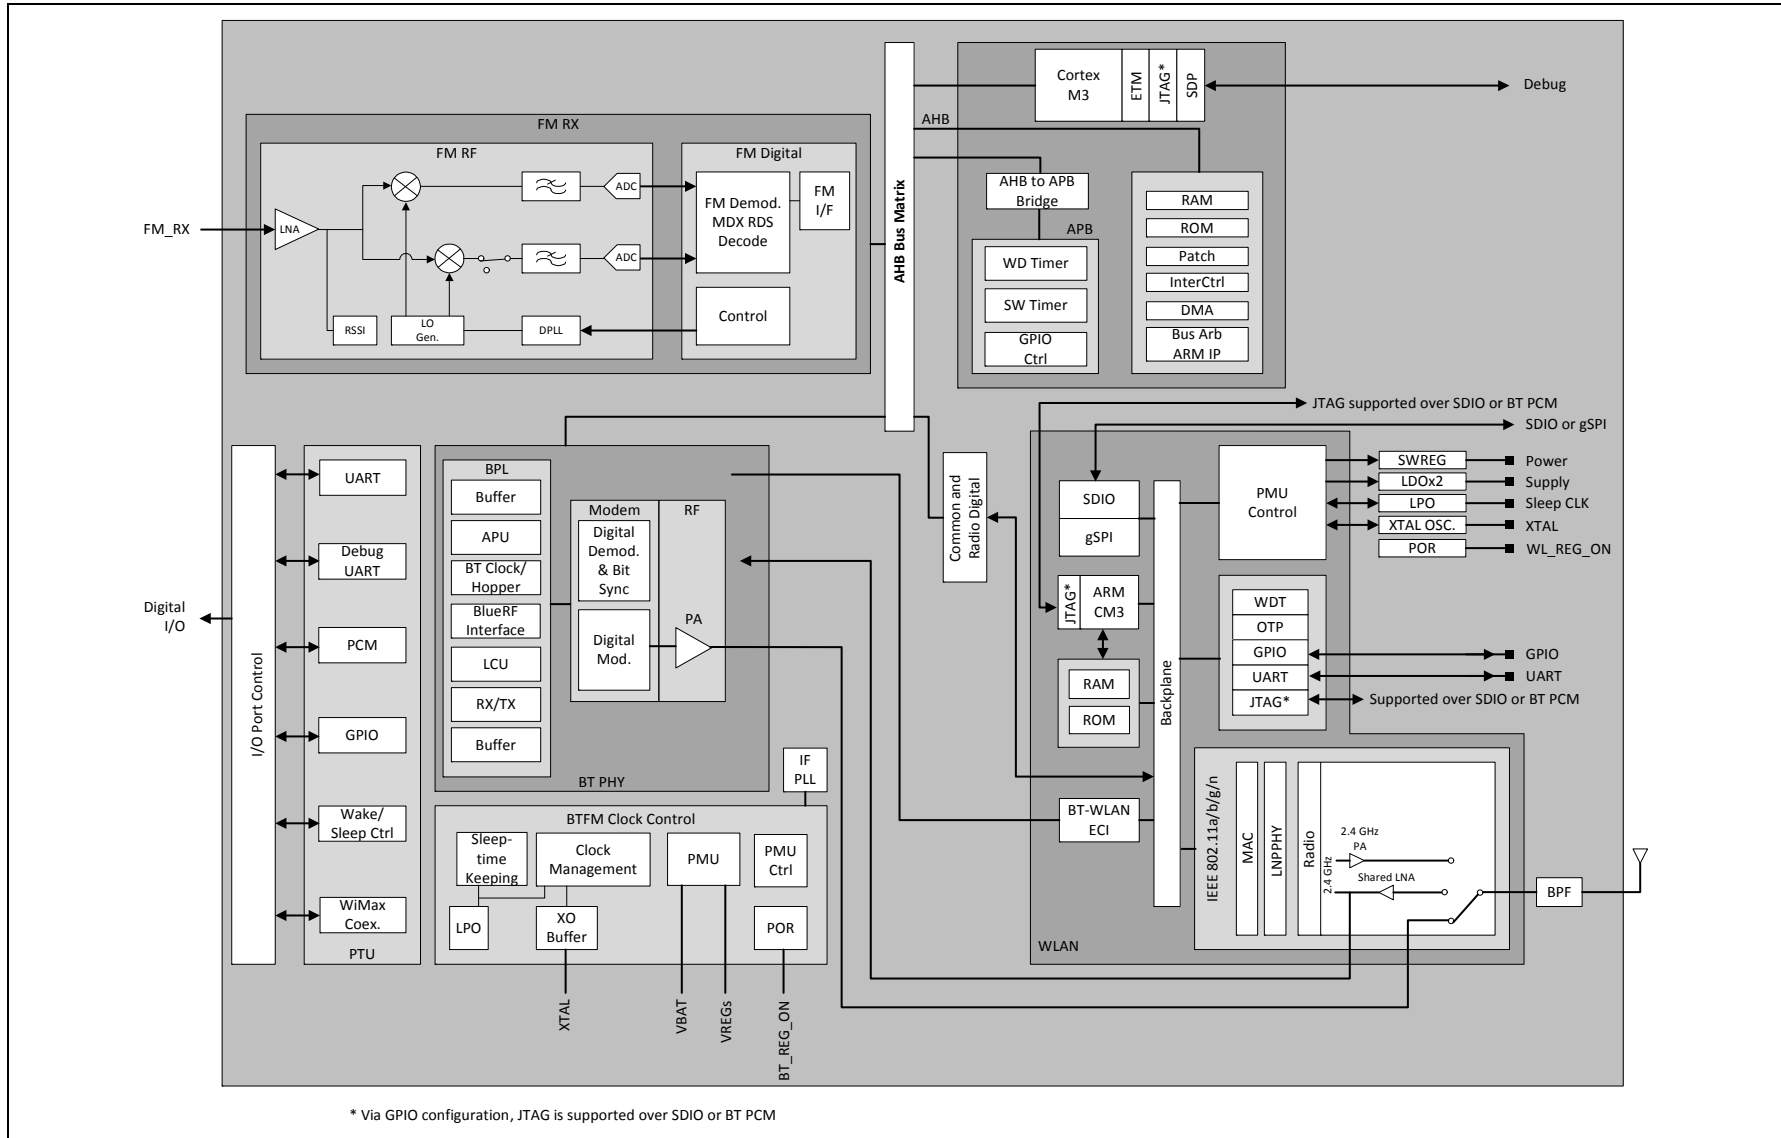 FM RX
FM RF
LNA
ADC
ADC
RSSI
LO
Gen.
DPLL
FM_RX
FM Digital
FM Demod.
MDX RDS
Decode
FM
I/F
Control
AHB Bus Matrix
Cortex
M3
ETM
JTAG*
SDP
Debug
AHB
AHB to APB
Bridge
APB
WD Timer
SW Timer
GPIO
Ctrl
RAM
ROM
Patch
InterCtrl
DMA
Bus Arb
ARM IP
JTAG supported over SDIO or BT PCM
SDIO or gSPI
Digital
I/O
I/O Port Control
UART
Debug
UART
PCM
GPIO
Wake/
Sleep Ctrl
WiMax
Coex.
PTU
BPL
Buffer
APU
BT Clock/
Hopper
BlueRF
Interface
LCU
RX/TX
Buffer
Modem
Digital
Demod.
& Bit
Sync
Digital
Mod.
RF
PA
BT PHY
IF
PLL
BTFM Clock Control
Sleep-
time
Keeping
Clock
Management
PMU
PMU
Ctrl
LPO
XO
Buffer
POR
XTAL
VBAT
VREGs
BT_REG_ON
Common and
Radio Digital
SDIO
gSPI
JTAG*
ARM
CM3
RAM
ROM
BT-WLAN
ECI
WLAN
Backplane
PMU
Control
SWREG
LDOx2
LPO
XTAL OSC.
POR
Power
Supply
Sleep CLK
XTAL
WL_REG_ON
WDT
OTP
GPIO
UART
JTAG*
GPIO
UART
Supported over SDIO or BT PCM
IEEE 802.11a/b/g/n
MAC
LNPPHY
Radio
2.4 GHz
PA
2.4 GHz
Shared LNA
BPF
* Via GPIO configuration, JTAG is supported over SDIO or BT PCM